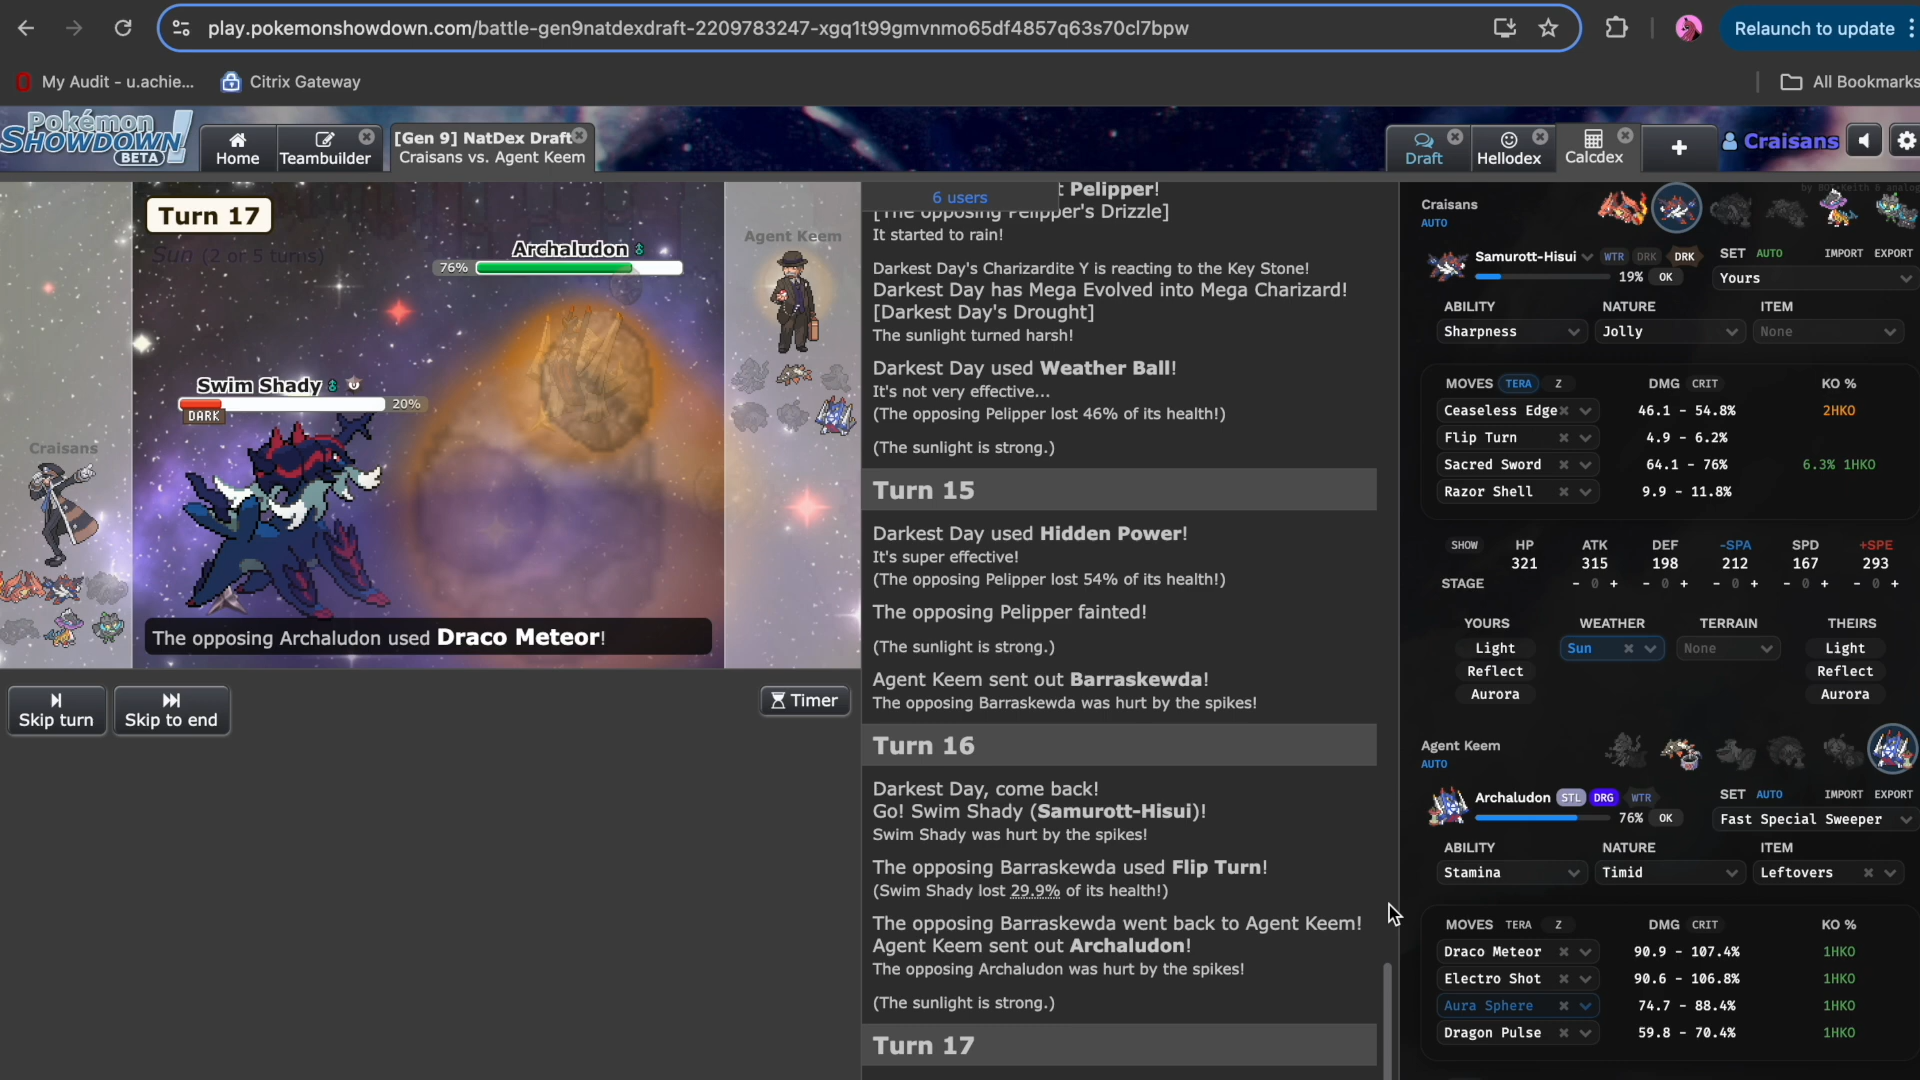 play.pokemonshowdown.com/battle-gen9natdexdraft-2209783247-xgq1t99gmvnmo65df4857q63s70cl7bpw
Relaunch to update
My Audit - u.achie...
Citrix Gateway
All Bookmarks
Pokémon
SHOWDOWN!
BETA
Home
Teambuilder
[Gen 9] NatDex Draft
Craisans vs. Agent Keem
Draft
Hellodex
Calcdex
Craisans
Turn 17
Sun (2 or 5 turns)
Archaludon
76%
Swim Shady
20%
DARK
Craisans
Agent Keem
The opposing Archaludon used Draco Meteor!
Skip turn
Skip to end
Timer
6 users
t Pelipper!
[The opposing Pelipper's Drizzle]
It started to rain!
Darkest Day's Charizardite Y is reacting to the Key Stone!
Darkest Day has Mega Evolved into Mega Charizard!
[Darkest Day's Drought]
The sunlight turned harsh!
Darkest Day used Weather Ball!
It's not very effective...
(The opposing Pelipper lost 46% of its health!)
(The sunlight is strong.)
Turn 15
Darkest Day used Hidden Power!
It's super effective!
(The opposing Pelipper lost 54% of its health!)
The opposing Pelipper fainted!
(The sunlight is strong.)
Agent Keem sent out Barraskewda!
The opposing Barraskewda was hurt by the spikes!
Turn 16
Darkest Day, come back!
Go! Swim Shady (Samurott-Hisui)!
Swim Shady was hurt by the spikes!
The opposing Barraskewda used Flip Turn!
(Swim Shady lost 29.9% of its health!)
The opposing Barraskewda went back to Agent Keem!
Agent Keem sent out Archaludon!
The opposing Archaludon was hurt by the spikes!
(The sunlight is strong.)
Turn 17
Craisans
AUTO
Samurott-Hisui WTR DRK DRK
19% OK
SET AUTO IMPORT EXPORT
Yours
ABILITY NATURE ITEM
Sharpness Jolly None
MOVES TERA Z DMG CRIT KO %
Ceaseless Edge 46.1 - 54.8% 2HKO
Flip Turn 4.9 - 6.2%
Sacred Sword 64.1 - 76% 6.3% 1HKO
Razor Shell 9.9 - 11.8%
SHOW HP ATK DEF -SPA SPD +SPE
321 315 198 212 167 293
STAGE - 0 + - 0 + - 0 + - 0 + - 0 +
YOURS WEATHER TERRAIN THEIRS
Light Sun None Light
Reflect Reflect
Aurora Aurora
Agent Keem
AUTO
Archaludon STL DRG WTR
76% OK
SET AUTO IMPORT EXPORT
Fast Special Sweeper
ABILITY NATURE ITEM
Stamina Timid Leftovers
MOVES TERA Z DMG CRIT KO %
Draco Meteor 90.9 - 107.4% 1HKO
Electro Shot 90.6 - 106.8% 1HKO
Aura Sphere 74.7 - 88.4% 1HKO
Dragon Pulse 59.8 - 70.4% 1HKO